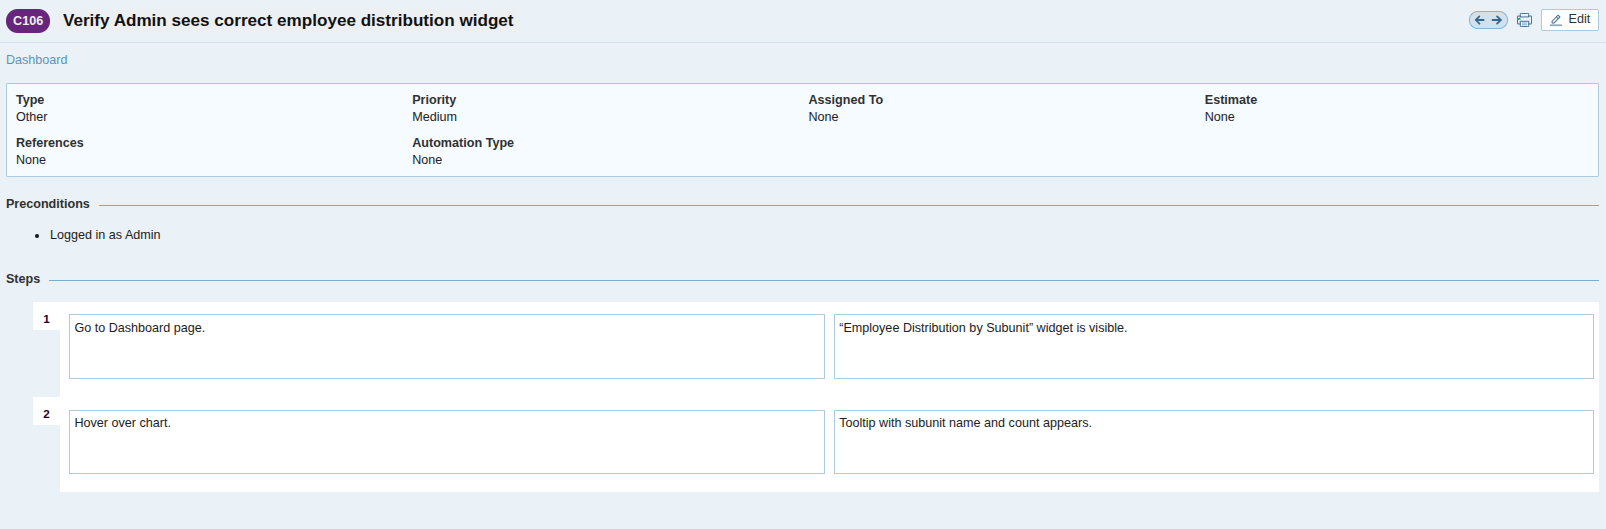 C106 Verify Admin sees correct employee distribution widget
Edit
Dashboard
Type Priority Assigned To Estimate
Other Medium None None
References Automation Type
None None
Preconditions
• Logged in as Admin
Steps
1 Go to Dashboard page. “Employee Distribution by Subunit” widget is visible.
2 Hover over chart. Tooltip with subunit name and count appears.